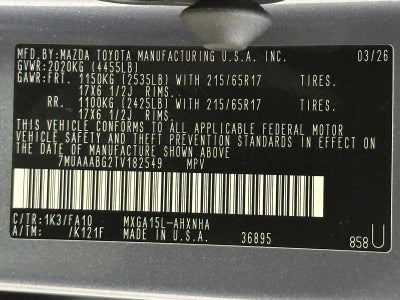 MFD.BY:MAZDA TOYOTA MANUFACTURING U.S.A. INC. 03/26
GVWR:2020KG (4455LB)
GAWR:FRT. 1150KG (2535LB) WITH 215/65R17 TIRES.
17X6 1/2J RIMS.
RR. 1100KG (2425LB) WITH 215/65R17 TIRES.
17X6 1/2J RIMS.
THIS VEHICLE CONFORMS TO ALL APPLICABLE FEDERAL MOTOR
VEHICLE SAFETY AND THEFT PREVENTION STANDARDS IN EFFECT
ON THE DATE OF MANUFACTURE SHOWN ABOVE.
7MUAAABG2TV182549 MPV
C/TR:1K3/FA10 MXGA15L-AHXNHA
A/TM: /K121F MADE IN U.S.A. 36895 858U